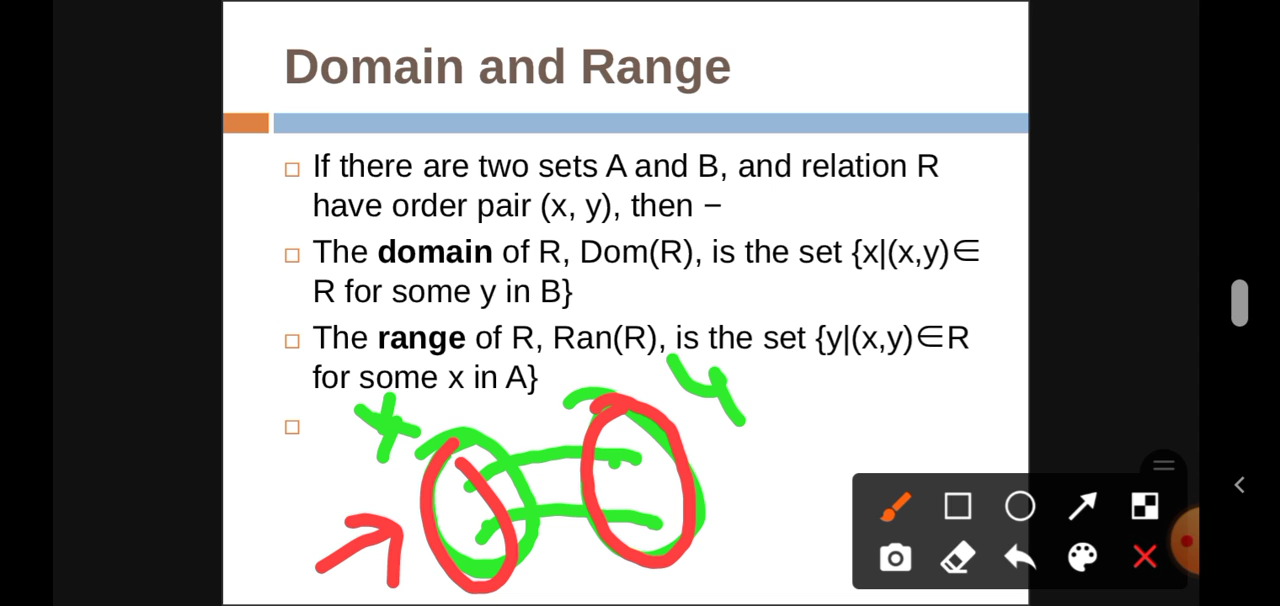 Domain and Range
If there are two sets A and B, and relation R
have order pair (x, y), then −
The domain of R, Dom(R), is the set {x|(x,y)∈
R for some y in B}
The range of R, Ran(R), is the set {y|(x,y)∈R
for some x in A}
x y